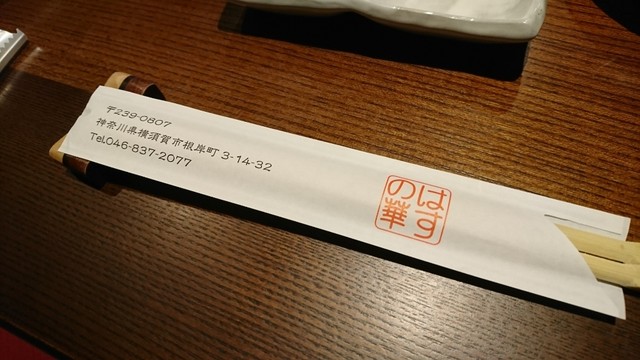 〒239-0807
神奈川県横須賀市根岸町 3-14-32
Tel.046-837-2077
はす
の華